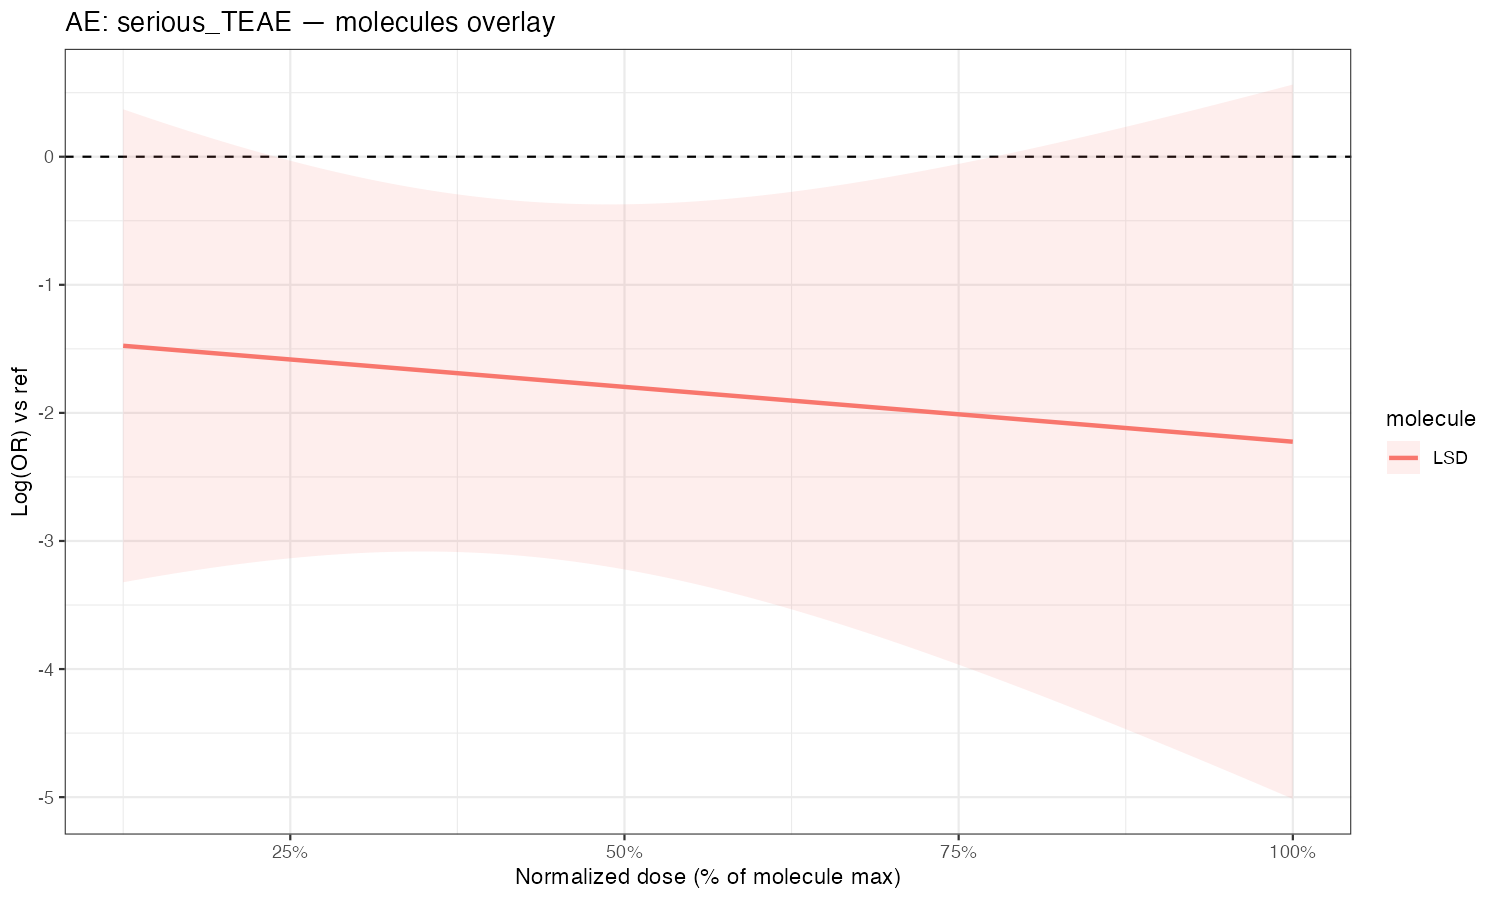 AE: serious_TEAE — molecules overlay
Log(OR) vs ref
0
-1
-2
-3
-4
-5
25%
50%
75%
100%
Normalized dose (% of molecule max)
molecule
LSD